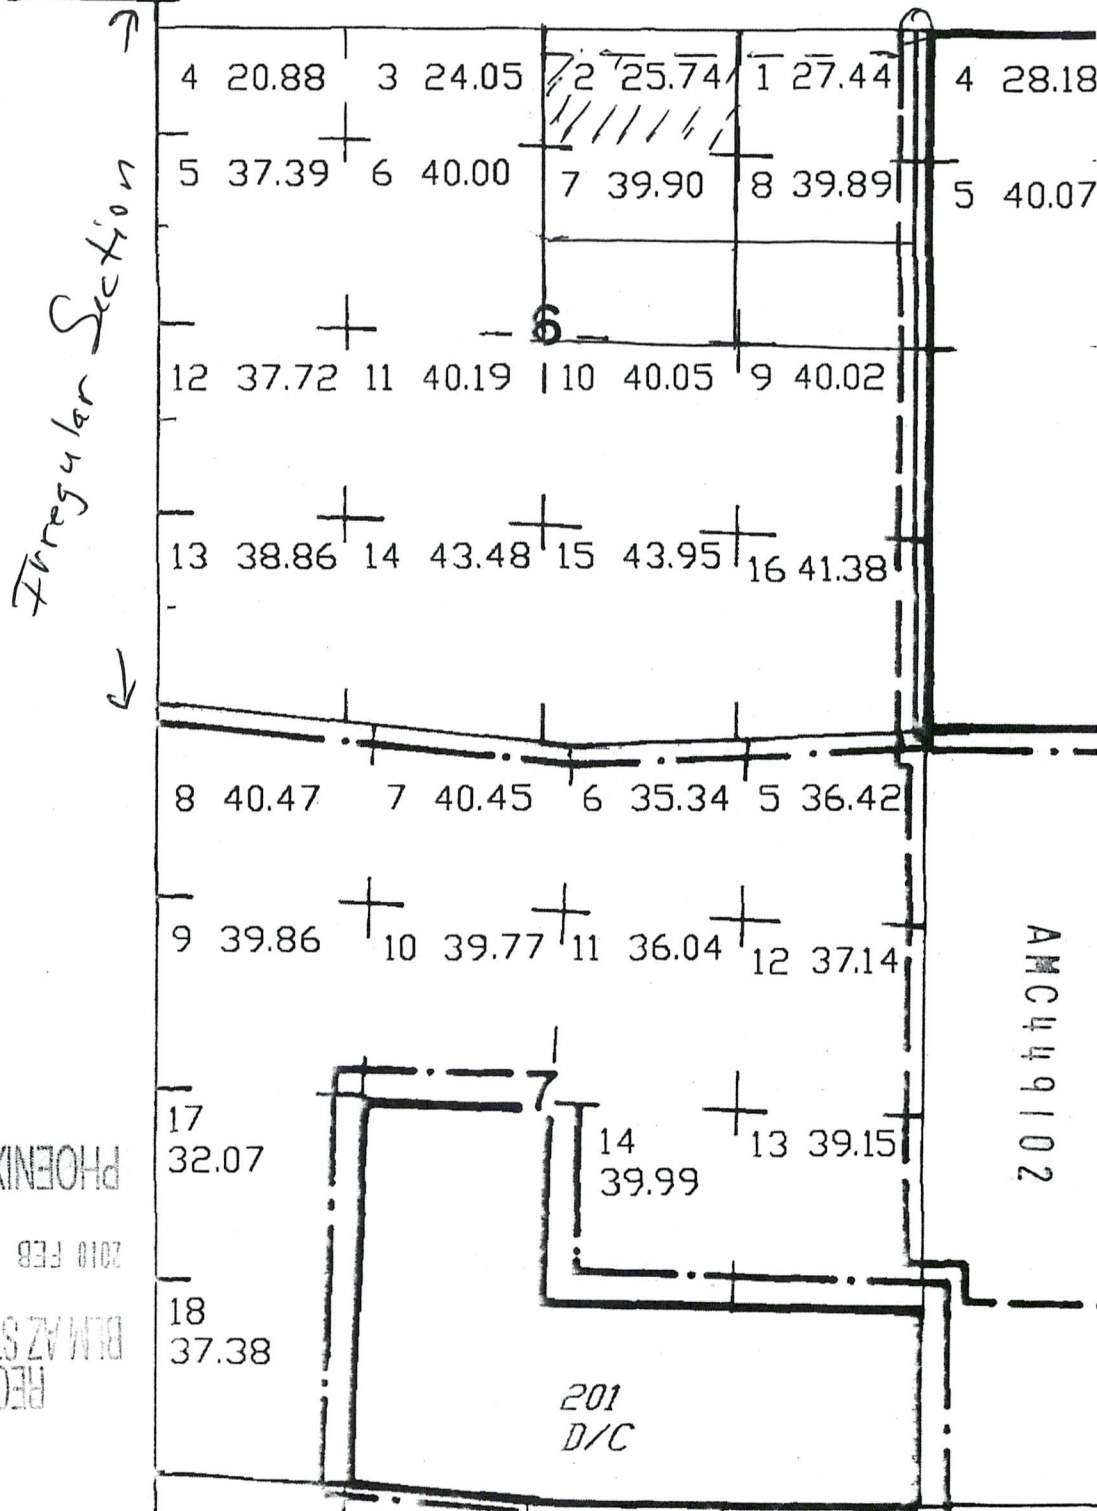 4 20.88 3 24.05 2 25.74 1 27.44 4 28.18
5 37.39 6 40.00 7 39.90 8 39.89 5 40.07
Irregular Section
6
12 37.72 11 40.19 10 40.05 9 40.02
13 38.86 14 43.48 15 43.95 16 41.38
8 40.47 7 40.45 6 35.34 5 36.42
9 39.86 10 39.77 11 36.04 12 37.14
AMC449102
7
17
32.07
14
39.99
13 39.15
18
37.38
201
D/C
REC
BLM AZ S
2018 FEB
PHOENIX